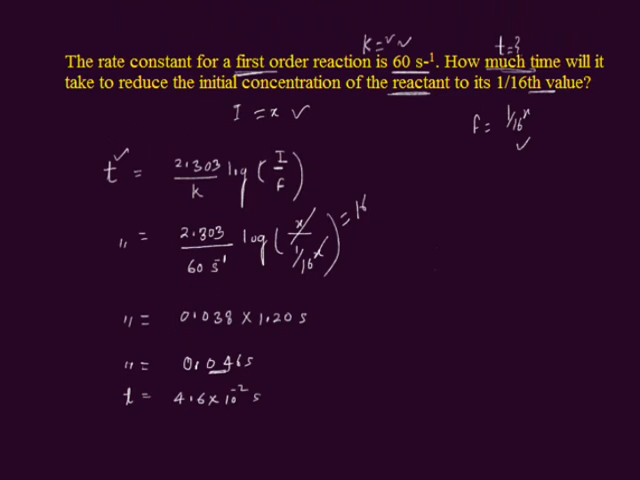 k = ✓✓ t = ?
The rate constant for a first order reaction is 60 s-¹. How much time will it
take to reduce the initial concentration of the reactant to its 1/16th value?
I = x ✓ F = 1/16 x ✓
t ✓ = 2.303/k log (I/F)
〃 = 2.303/60 s⁻¹ log (x / 1/16 x) = 16
〃 = 0.038 × 1.20 s
〃 = 0.046 s
t = 4.6 × 10⁻² s